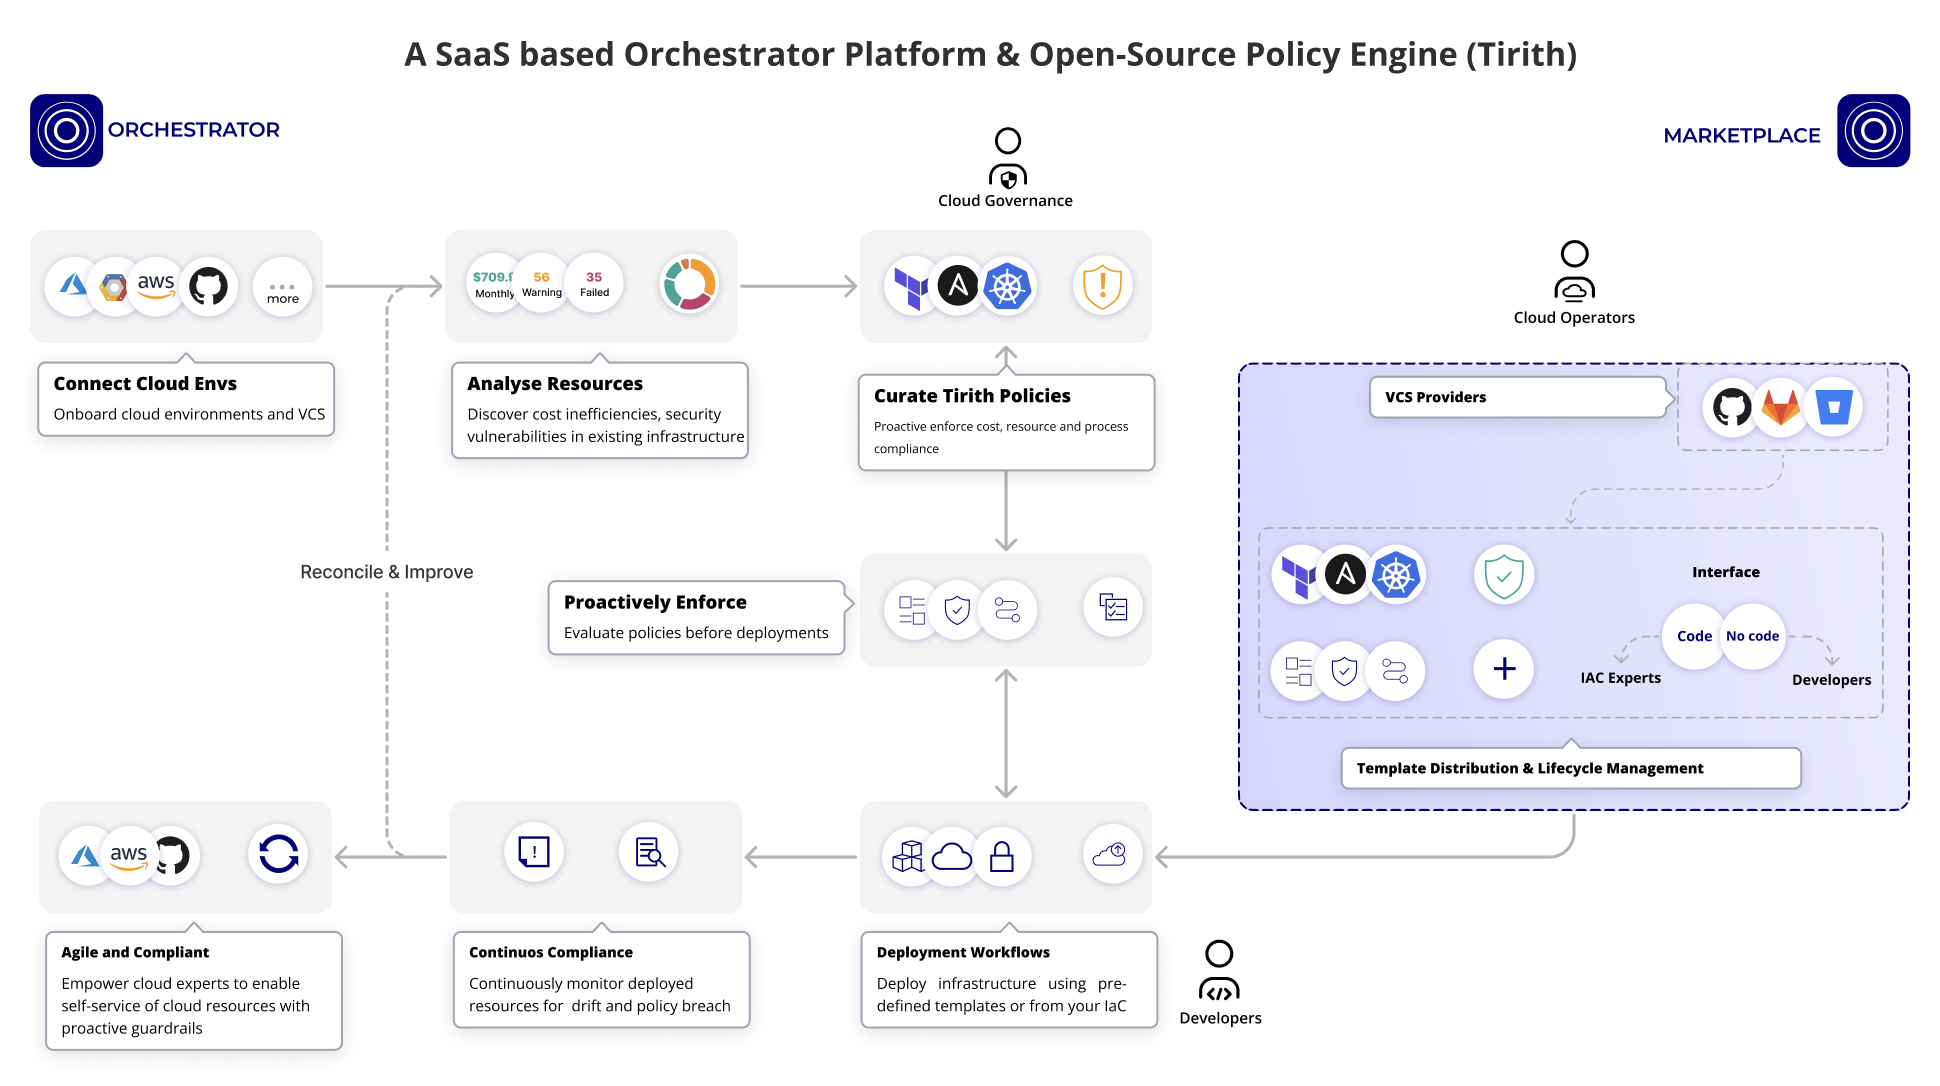 A SaaS based Orchestrator Platform & Open-Source Policy Engine (Tirith)
ORCHESTRATOR
MARKETPLACE
Cloud Governance
Cloud Operators
aws
more
$709.9
Monthly
56
Warning
35
Failed
Connect Cloud Envs
Onboard cloud environments and VCS
Analyse Resources
Discover cost inefficiencies, security
vulnerabilities in existing infrastructure
Curate Tirith Policies
Proactive enforce cost, resource and process
compliance
VCS Providers
Reconcile & Improve
Proactively Enforce
Evaluate policies before deployments
Interface
Code
No code
IAC Experts
Developers
Template Distribution & Lifecycle Management
aws
Agile and Compliant
Empower cloud experts to enable
self-service of cloud resources with
proactive guardrails
Continuos Compliance
Continuously monitor deployed
resources for drift and policy breach
Deployment Workflows
Deploy infrastructure using pre-
defined templates or from your IaC
Developers